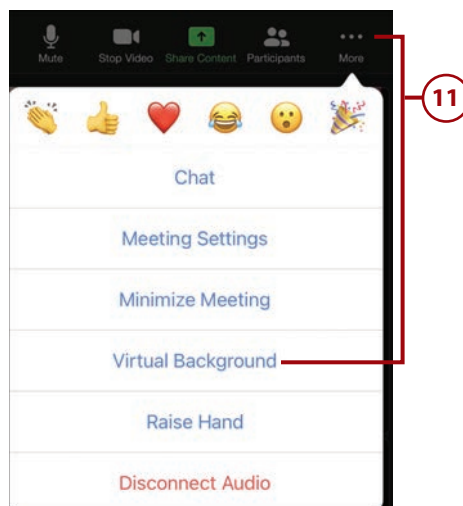 Mute Stop Video Share Content Participants More
11
Chat
Meeting Settings
Minimize Meeting
Virtual Background
Raise Hand
Disconnect Audio